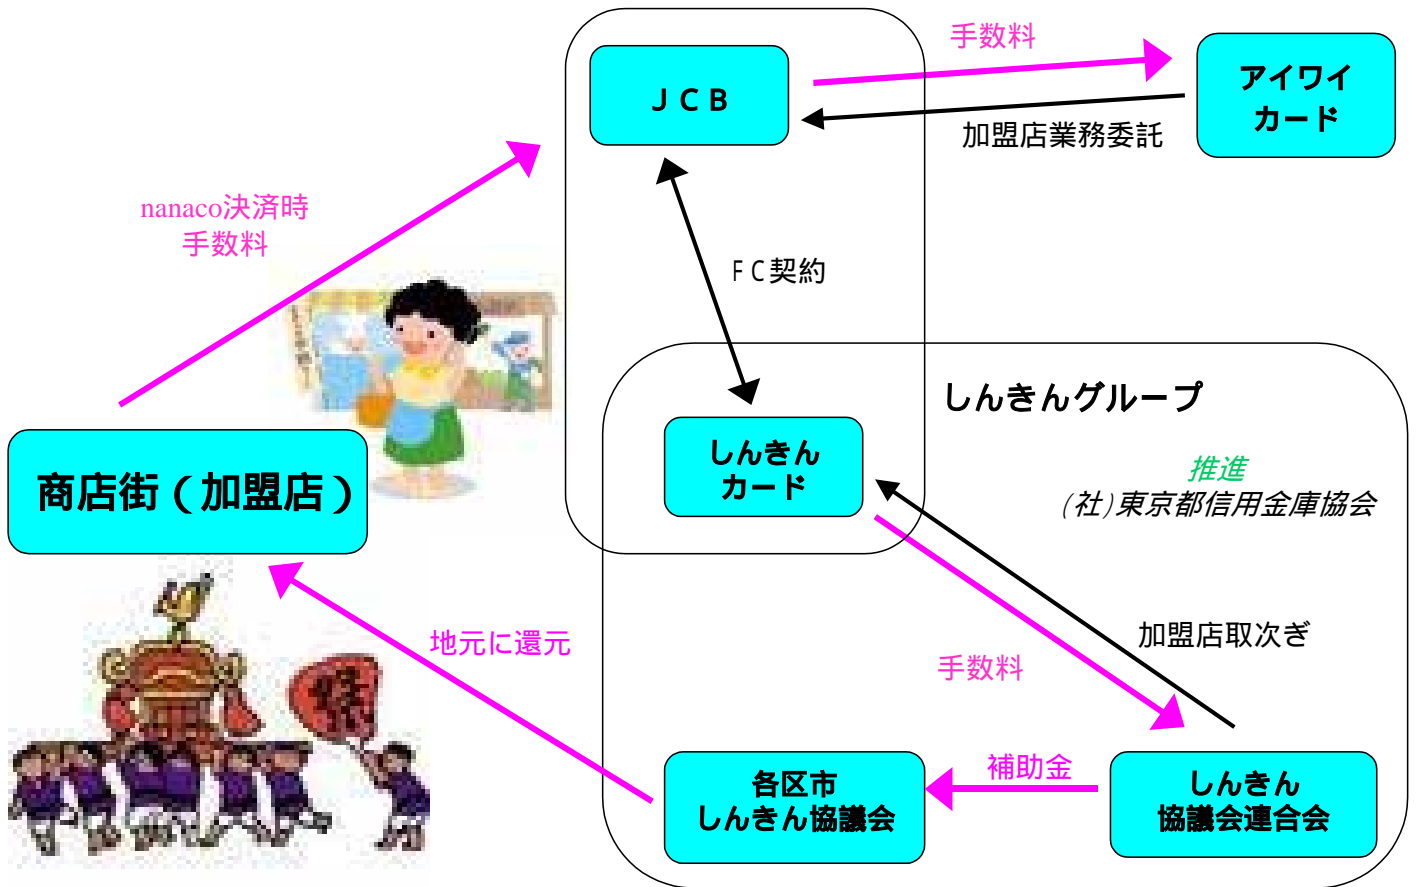 手数料
ＪＣＢ
アイワイ
カード
加盟店業務委託
nanaco決済時
手数料
ＦＣ契約
しんきんグループ
しんきん
カード
推進
(社)東京都信用金庫協会
商店街（加盟店）
地元に還元
加盟店取次ぎ
手数料
補助金
各区市
しんきん協議会
しんきん
協議会連合会